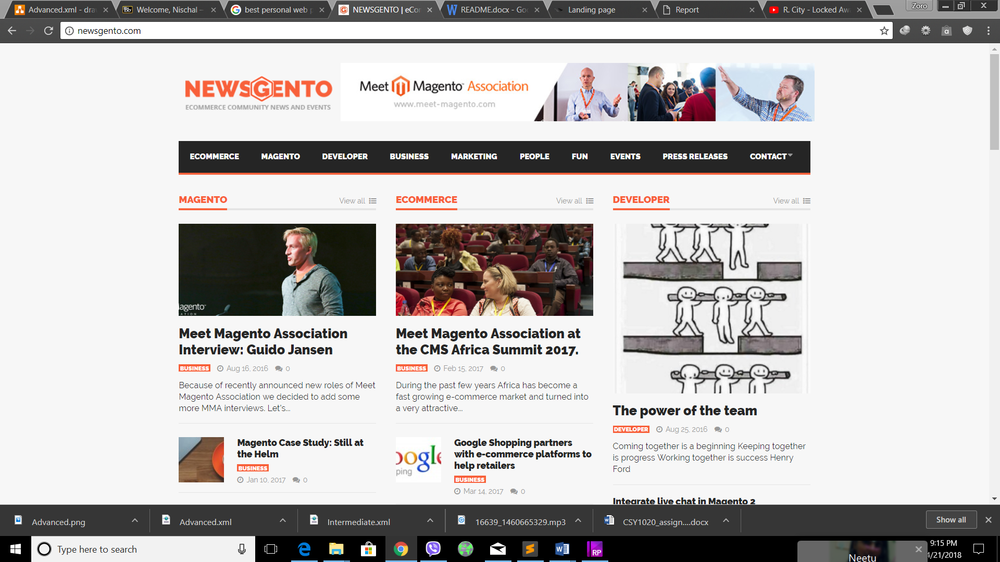 Advanced.xml - dra
Welcome, Nischal –
best personal web p
NEWSGENTO | eCo
README.docx - Go
Landing page
Report
R. City - Locked Aw
Zoro
newsgento.com
NEWSGENTO
ECOMMERCE COMMUNITY NEWS AND EVENTS
Meet Magento Association
www.meet-magento.com
ECOMMERCE MAGENTO DEVELOPER BUSINESS MARKETING PEOPLE FUN EVENTS PRESS RELEASES CONTACT
MAGENTO View all
agento
ATION
Meet Magento Association
Interview: Guido Jansen
BUSINESS Aug 16, 2016 0
Because of recently announced new roles of Meet
Magento Association we decided to add some
more MMA interviews. Let's...
Magento Case Study: Still at
the Helm
BUSINESS
Jan 10, 2017 0
ECOMMERCE View all
Meet Magento Association at
the CMS Africa Summit 2017.
BUSINESS Feb 15, 2017 0
During the past few years Africa has become a
fast growing e-commerce market and turned into
a very attractive...
oogle
ping
Google Shopping partners
with e-commerce platforms to
help retailers
BUSINESS
Mar 14, 2017 0
DEVELOPER View all
The power of the team
DEVELOPER Aug 25, 2016 0
Coming together is a beginning Keeping together
is progress Working together is success Henry
Ford
Integrate live chat in Magento 2
Advanced.png
Advanced.xml
Intermediate.xml
16639_1460665329.mp3
CSY1020_assign....docx
Show all
Type here to search
RP
Neetu
9:15 PM
4/21/2018